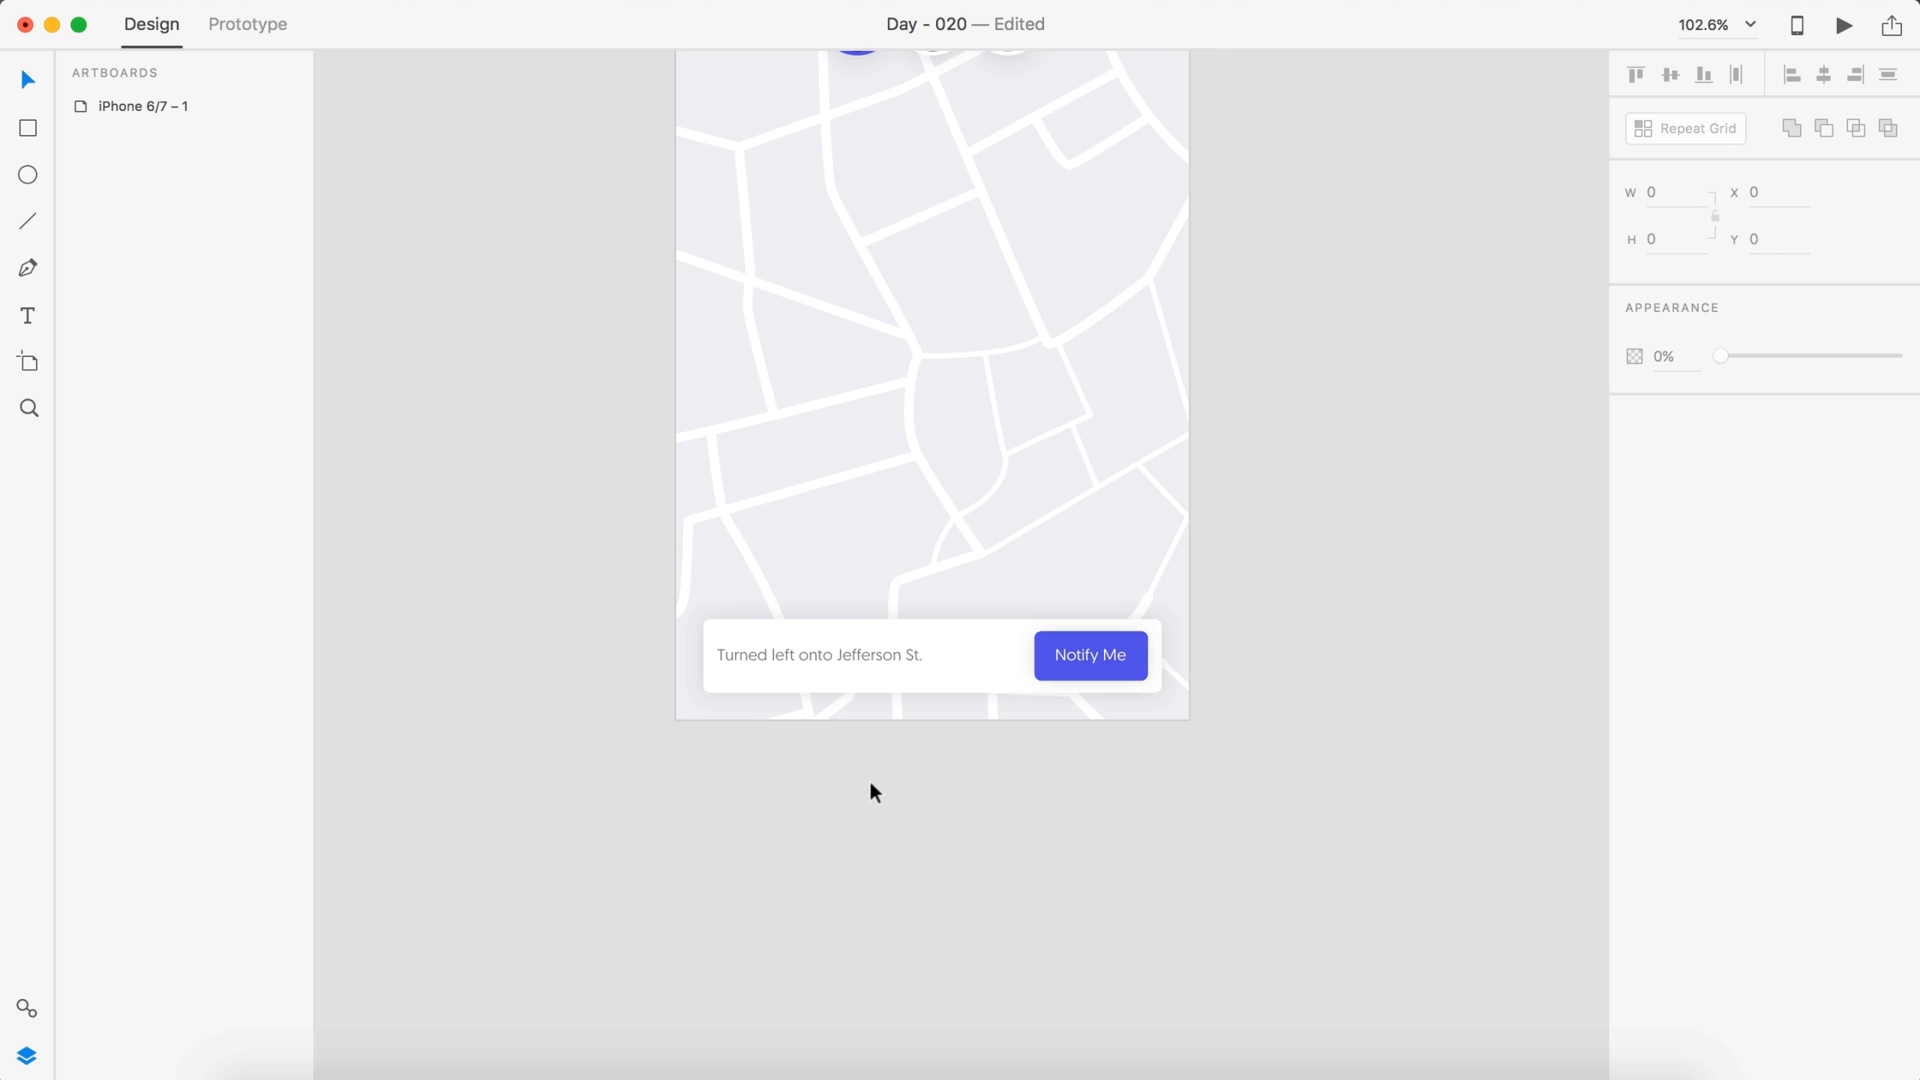 Design
Prototype
Day - 020 — Edited
102.6%
ARTBOARDS
iPhone 6/7 – 1
Repeat Grid
W 0
X 0
H 0
Y 0
APPEARANCE
0%
Turned left onto Jefferson St.
Notify Me